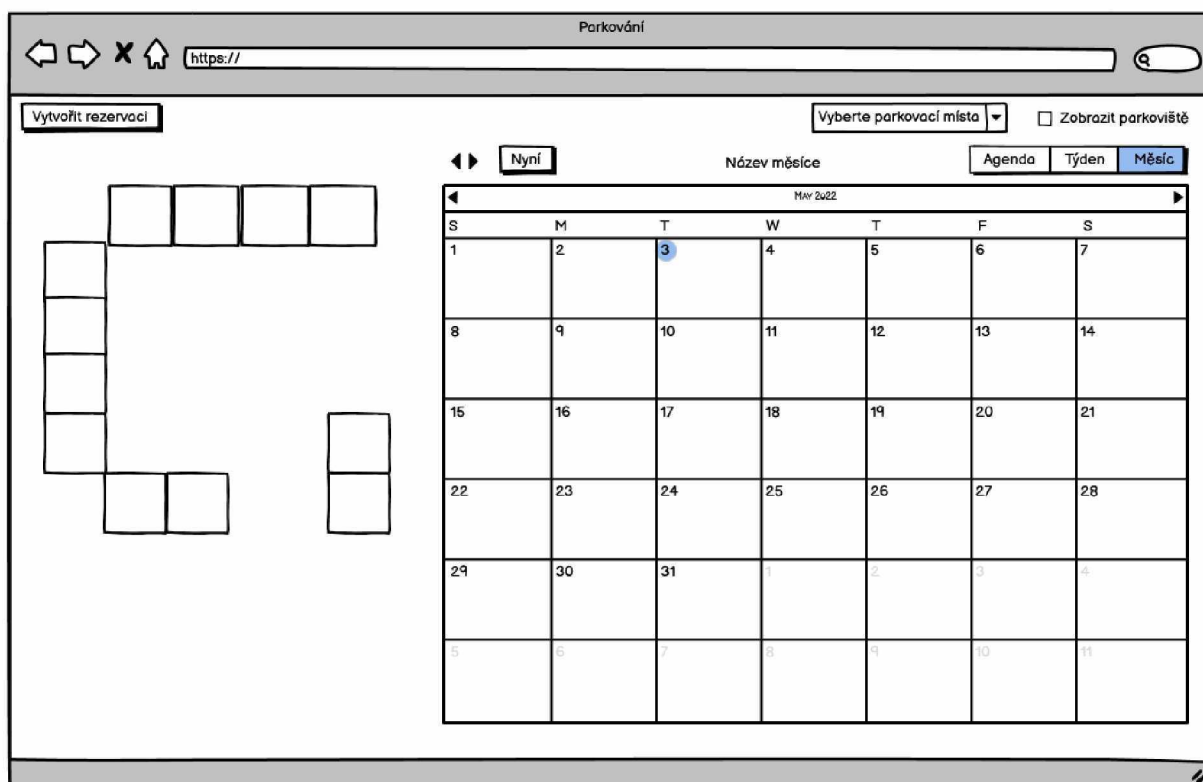 Parkování
https://
Vytvořit rezervaci
Vyberte parkovací místa
Zobrazit parkoviště
Nyní
Název měsíce
Agenda Týden Měsíc
MAY 2022
S M T W T F S
1 2 3 4 5 6 7
8 9 10 11 12 13 14
15 16 17 18 19 20 21
22 23 24 25 26 27 28
29 30 31 1 2 3 4
5 6 7 8 9 10 11